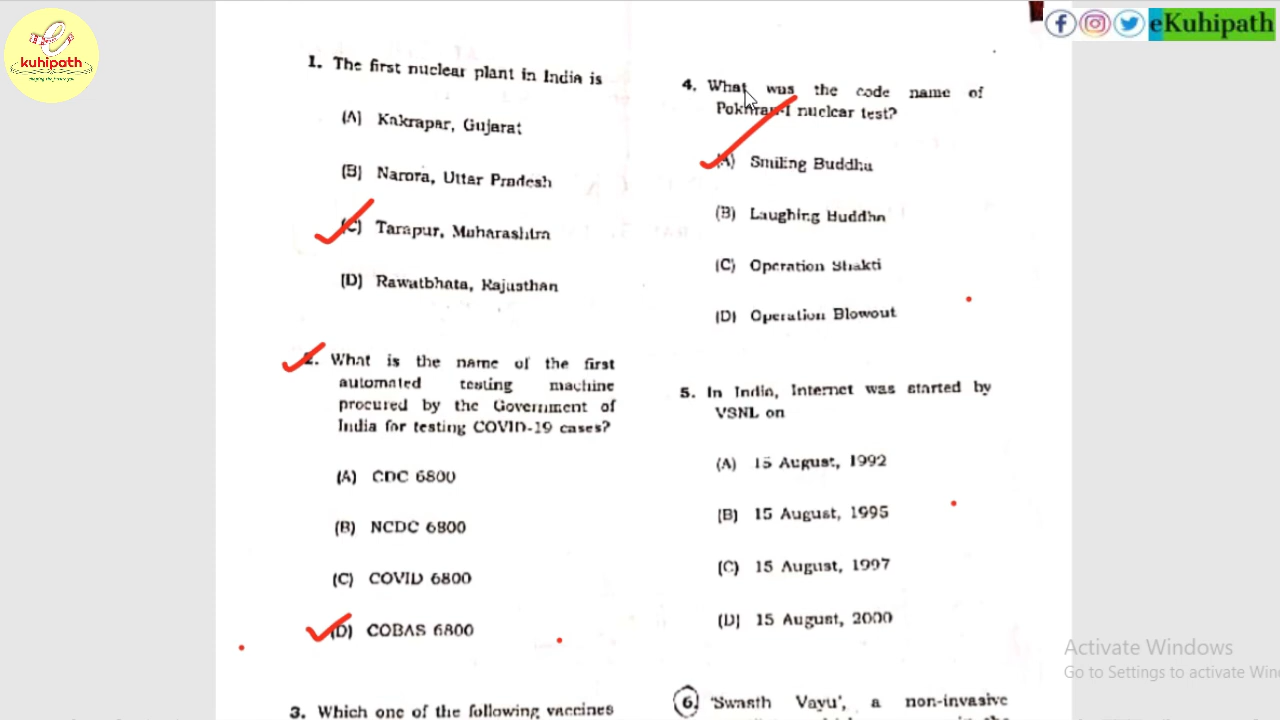 kuhipath
eKuhipath
1. The first nuclear plant in India is
(A) Kakrapar, Gujarat
(B) Narora, Uttar Pradesh
(C) Tarapur, Maharashtra
(D) Rawatbhata, Rajasthan
2. What is the name of the first
automated testing machine
procured by the Government of
India for testing COVID-19 cases?
(A) CDC 6800
(B) NCDC 6800
(C) COVID 6800
(D) COBAS 6800
3. Which one of the following vaccines
4. What was the code name of
Pokhran-I nuclear test?
(A) Smiling Buddha
(B) Laughing Buddha
(C) Operation Shakti
(D) Operation Blowout
5. In India, Internet was started by
VSNL on
(A) 15 August, 1992
(B) 15 August, 1995
(C) 15 August, 1997
(D) 15 August, 2000
6. 'Swasth Vayu', a non-invasive
Activate Windows
Go to Settings to activate Win